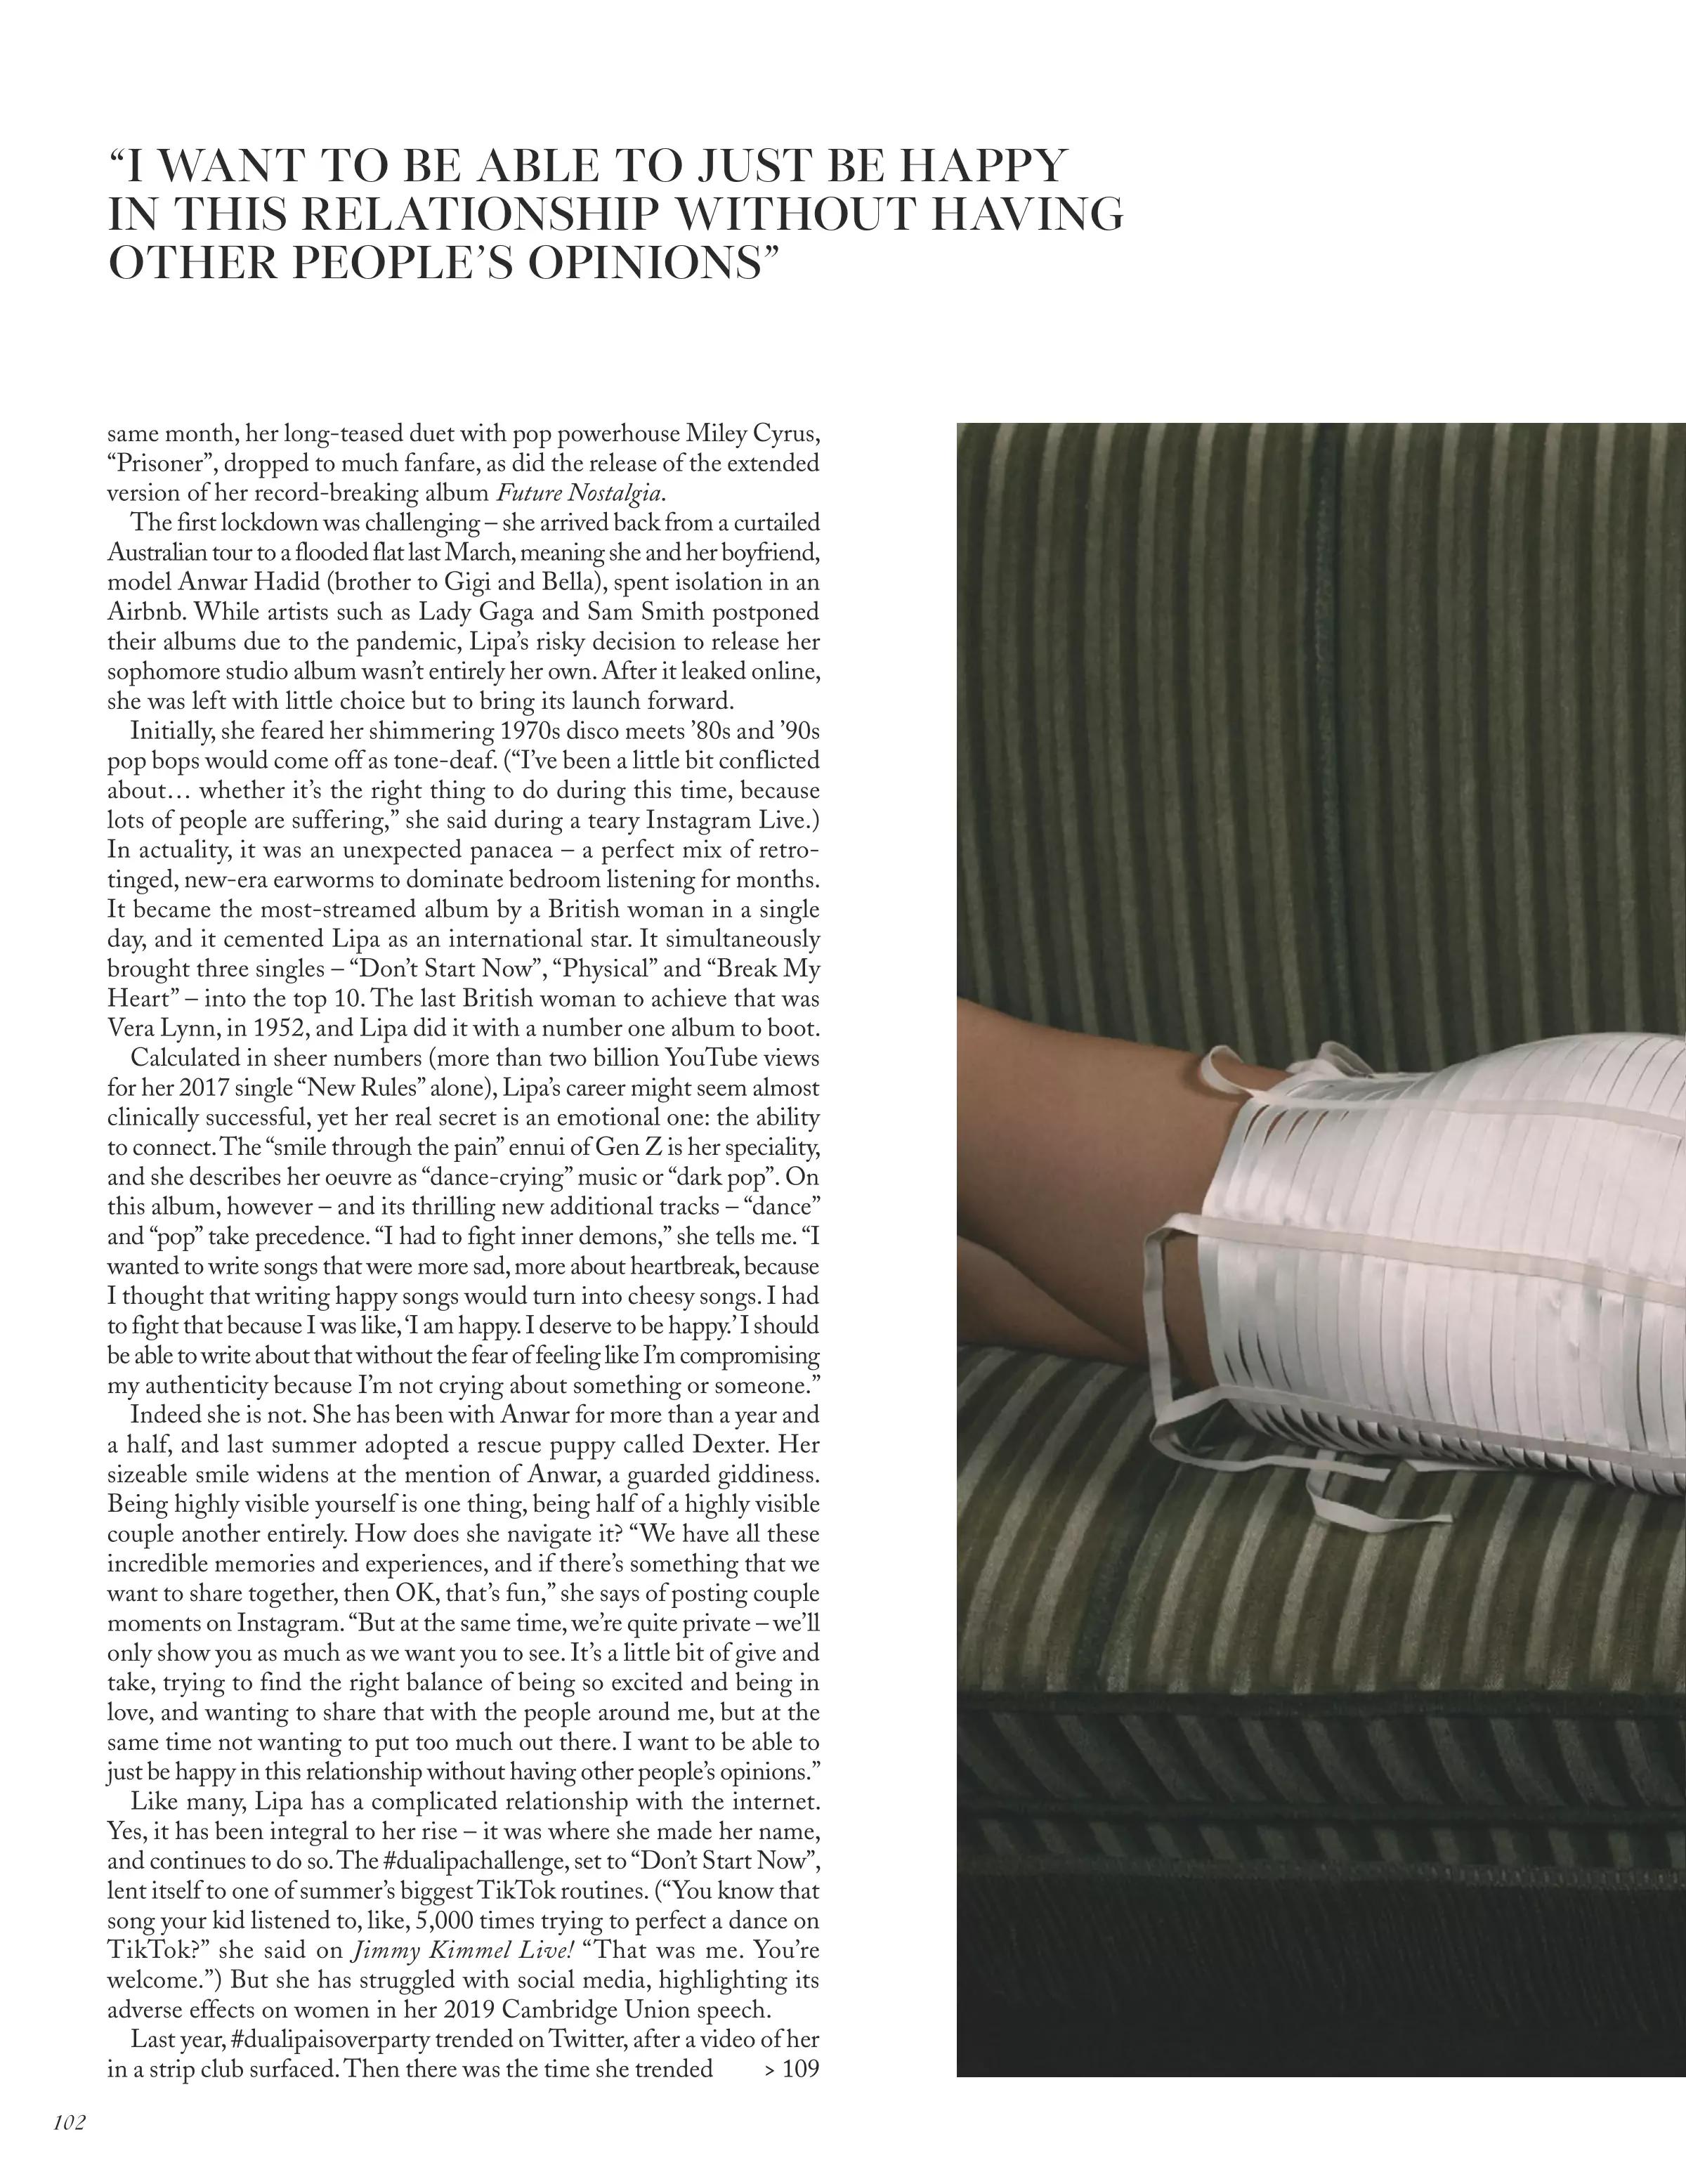 “I WANT TO BE ABLE TO JUST BE HAPPY
IN THIS RELATIONSHIP WITHOUT HAVING
OTHER PEOPLE’S OPINIONS”
same month, her long-teased duet with pop powerhouse Miley Cyrus,
“Prisoner”, dropped to much fanfare, as did the release of the extended
version of her record-breaking album Future Nostalgia.
The first lockdown was challenging – she arrived back from a curtailed
Australian tour to a flooded flat last March, meaning she and her boyfriend,
model Anwar Hadid (brother to Gigi and Bella), spent isolation in an
Airbnb. While artists such as Lady Gaga and Sam Smith postponed
their albums due to the pandemic, Lipa’s risky decision to release her
sophomore studio album wasn’t entirely her own. After it leaked online,
she was left with little choice but to bring its launch forward.
Initially, she feared her shimmering 1970s disco meets ’80s and ’90s
pop bops would come off as tone-deaf. (“I’ve been a little bit conflicted
about… whether it’s the right thing to do during this time, because
lots of people are suffering,” she said during a teary Instagram Live.)
In actuality, it was an unexpected panacea – a perfect mix of retro-
tinged, new-era earworms to dominate bedroom listening for months.
It became the most-streamed album by a British woman in a single
day, and it cemented Lipa as an international star. It simultaneously
brought three singles – “Don’t Start Now”, “Physical” and “Break My
Heart” – into the top 10. The last British woman to achieve that was
Vera Lynn, in 1952, and Lipa did it with a number one album to boot.
Calculated in sheer numbers (more than two billion YouTube views
for her 2017 single “New Rules” alone), Lipa’s career might seem almost
clinically successful, yet her real secret is an emotional one: the ability
to connect. The “smile through the pain” ennui of Gen Z is her speciality,
and she describes her oeuvre as “dance-crying” music or “dark pop”. On
this album, however – and its thrilling new additional tracks – “dance”
and “pop” take precedence. “I had to fight inner demons,” she tells me. “I
wanted to write songs that were more sad, more about heartbreak, because
I thought that writing happy songs would turn into cheesy songs. I had
to fight that because I was like, ‘I am happy. I deserve to be happy.’ I should
be able to write about that without the fear of feeling like I’m compromising
my authenticity because I’m not crying about something or someone.”
Indeed she is not. She has been with Anwar for more than a year and
a half, and last summer adopted a rescue puppy called Dexter. Her
sizeable smile widens at the mention of Anwar, a guarded giddiness.
Being highly visible yourself is one thing, being half of a highly visible
couple another entirely. How does she navigate it? “We have all these
incredible memories and experiences, and if there’s something that we
want to share together, then OK, that’s fun,” she says of posting couple
moments on Instagram. “But at the same time, we’re quite private – we’ll
only show you as much as we want you to see. It’s a little bit of give and
take, trying to find the right balance of being so excited and being in
love, and wanting to share that with the people around me, but at the
same time not wanting to put too much out there. I want to be able to
just be happy in this relationship without having other people’s opinions.”
Like many, Lipa has a complicated relationship with the internet.
Yes, it has been integral to her rise – it was where she made her name,
and continues to do so. The #dualipachallenge, set to “Don’t Start Now”,
lent itself to one of summer’s biggest TikTok routines. (“You know that
song your kid listened to, like, 5,000 times trying to perfect a dance on
TikTok?” she said on Jimmy Kimmel Live! “That was me. You’re
welcome.”) But she has struggled with social media, highlighting its
adverse effects on women in her 2019 Cambridge Union speech.
Last year, #dualipaisoverparty trended on Twitter, after a video of her
in a strip club surfaced. Then there was the time she trended > 109
102